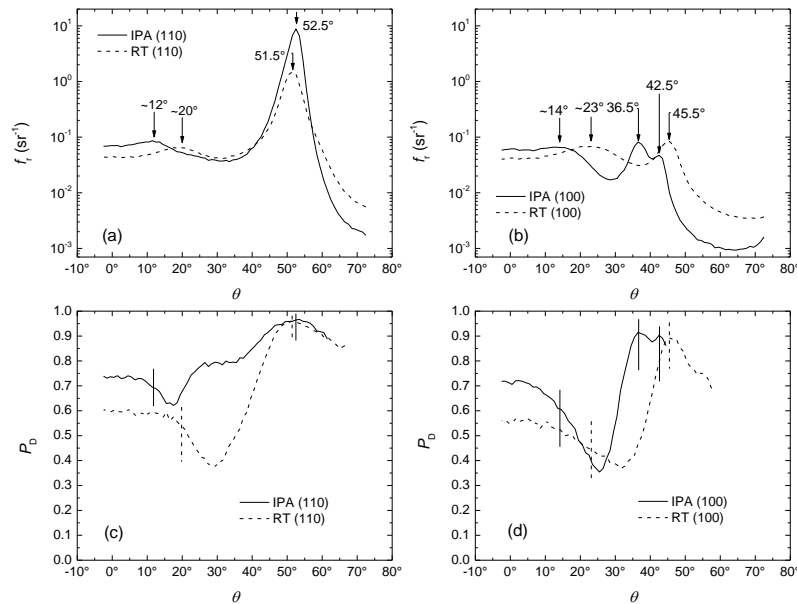 10¹
10⁰
10⁻¹
10⁻²
10⁻³
fᵣ (sr⁻¹)
IPA (110)
RT (110)
~12°
~20°
51.5°
52.5°
(a)
-10° 0° 10° 20° 30° 40° 50° 60° 70° 80°
θ
10¹
10⁰
10⁻¹
10⁻²
10⁻³
fᵣ (sr⁻¹)
~14°
~23°
36.5°
42.5°
45.5°
IPA (100)
RT (100)
(b)
-10° 0° 10° 20° 30° 40° 50° 60° 70° 80°
θ
1.0
0.9
0.8
0.7
0.6
0.5
0.4
0.3
0.2
0.1
0.0
P_D
IPA (110)
RT (110)
(c)
-10° 0° 10° 20° 30° 40° 50° 60° 70° 80°
θ
1.0
0.9
0.8
0.7
0.6
0.5
0.4
0.3
0.2
0.1
0.0
P_D
IPA (100)
RT (100)
(d)
-10° 0° 10° 20° 30° 40° 50° 60° 70° 80°
θ